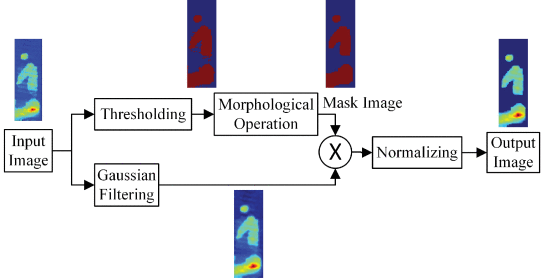 Input
Image
Thresholding
Morphological
Operation
Mask Image
Gaussian
Filtering
X
Normalizing
Output
Image